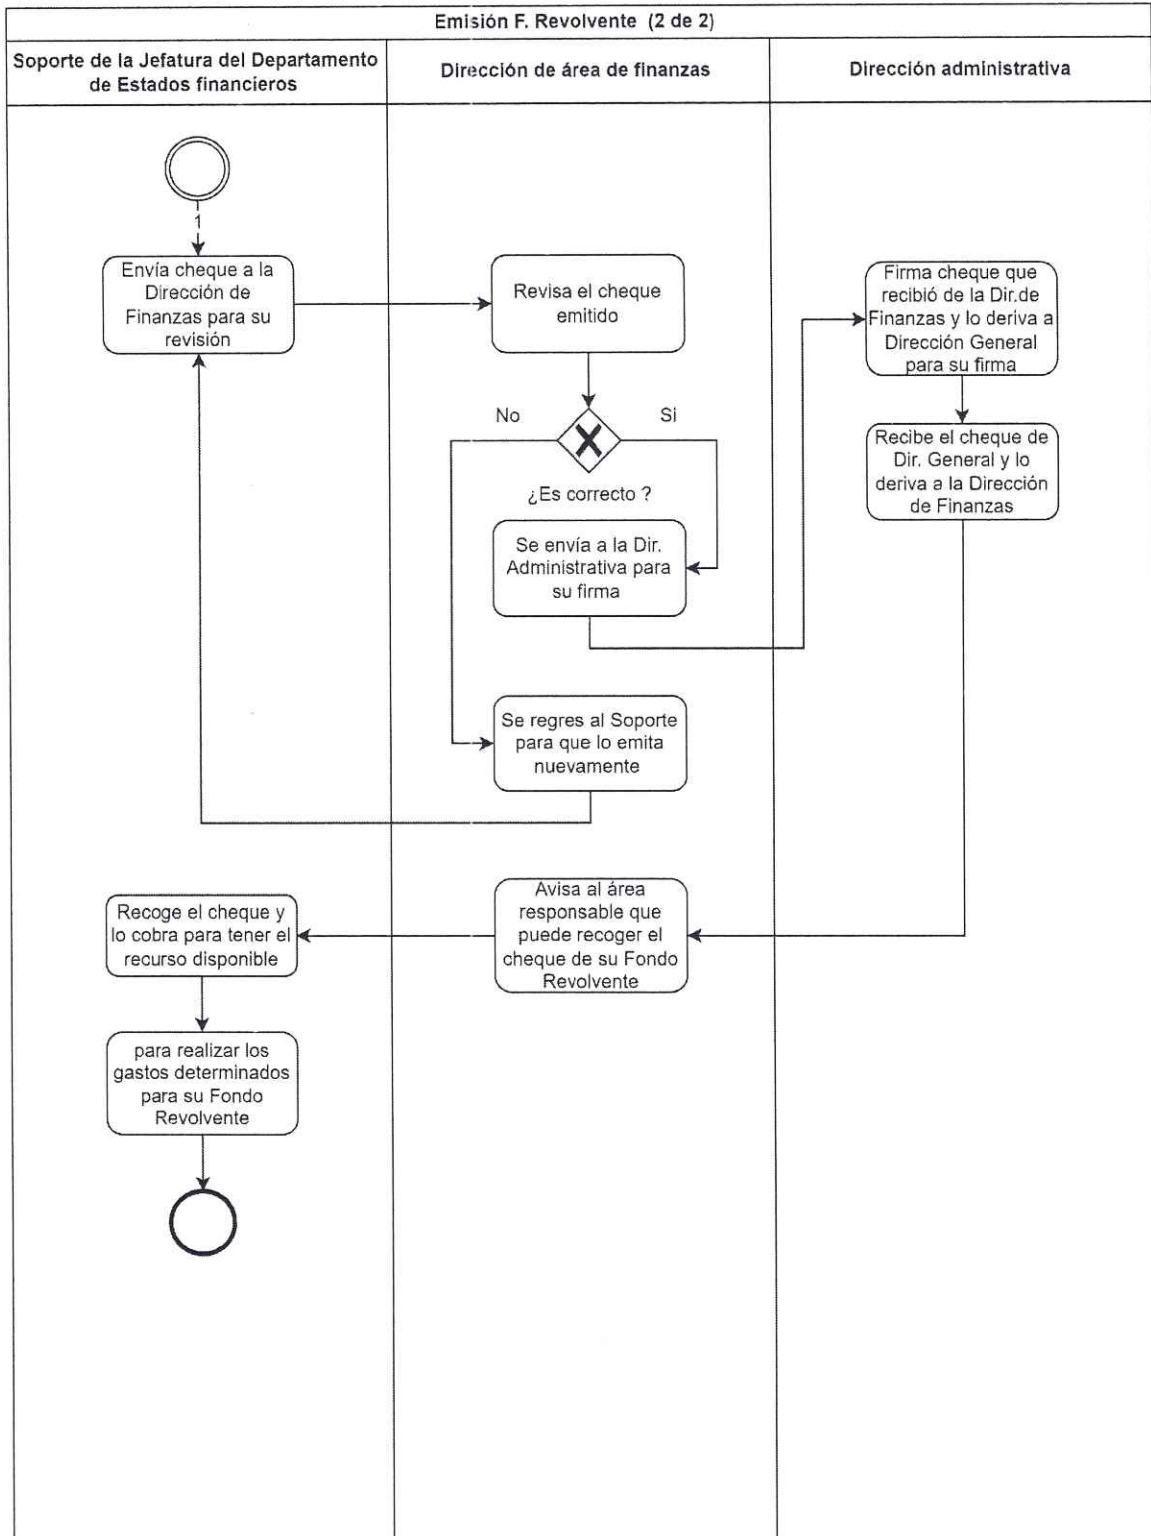 Emisión F. Revolvente (2 de 2)
Soporte de la Jefatura del Departamento
de Estados financieros
Dirección de área de finanzas
Dirección administrativa
1
Envía cheque a la
Dirección de
Finanzas para su
revisión
Revisa el cheque
emitido
Firma cheque que
recibió de la Dir.de
Finanzas y lo deriva a
Dirección General
para su firma
No
Si
¿Es correcto ?
Recibe el cheque de
Dir. General y lo
deriva a la Dirección
de Finanzas
Se envía a la Dir.
Administrativa para
su firma
Se regres al Soporte
para que lo emita
nuevamente
Avisa al área
responsable que
puede recoger el
cheque de su Fondo
Revolvente
Recoge el cheque y
lo cobra para tener el
recurso disponible
para realizar los
gastos determinados
para su Fondo
Revolvente